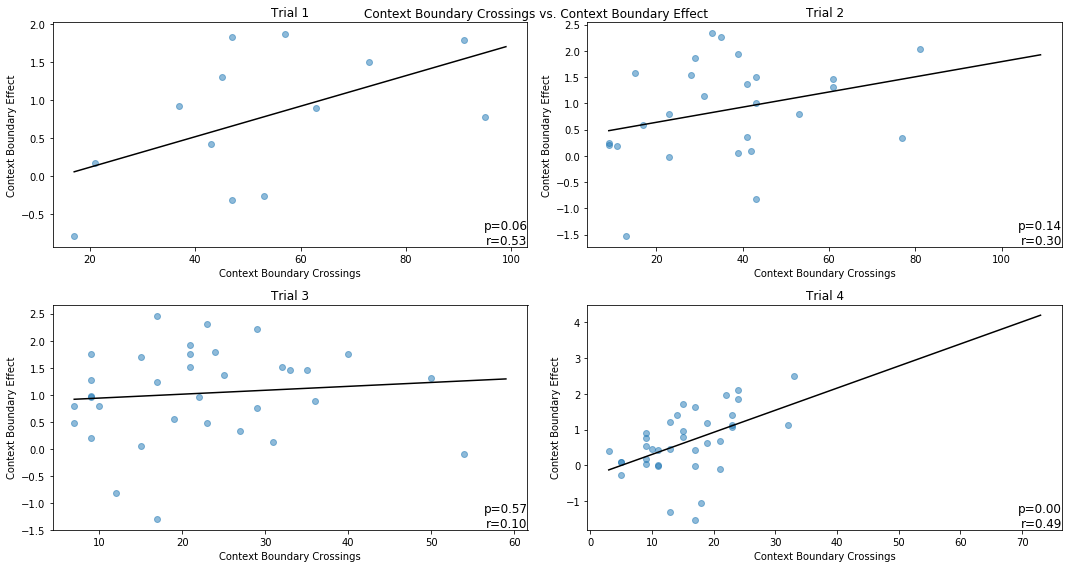 Context Boundary Crossings vs. Context Boundary Effect
Trial 1
Context Boundary Effect
2.0
1.5
1.0
0.5
0.0
−0.5
p=0.06
r=0.53
20 40 60 80 100
Context Boundary Crossings
Trial 2
Context Boundary Effect
2.5
2.0
1.5
1.0
0.5
0.0
−0.5
−1.0
−1.5
p=0.14
r=0.30
20 40 60 80 100
Context Boundary Crossings
Trial 3
Context Boundary Effect
2.5
2.0
1.5
1.0
0.5
0.0
−0.5
−1.0
−1.5
p=0.57
r=0.10
10 20 30 40 50 60
Context Boundary Crossings
Trial 4
Context Boundary Effect
4
3
2
1
0
−1
p=0.00
r=0.49
0 10 20 30 40 50 60 70
Context Boundary Crossings